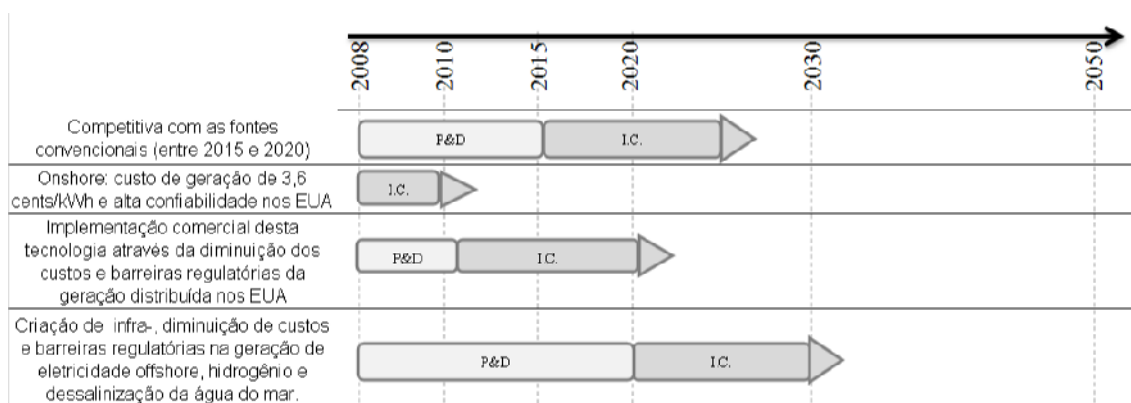 2008
2010
2015
2020
2030
2050
Competitiva com as fontes
convencionais (entre 2015 e 2020)
P&D
I.C.
Onshore: custo de geração de 3,6
cents/kWh e alta confiabilidade nos EUA
I.C.
Implementação comercial desta
tecnologia através da diminuição dos
custos e barreiras regulatórias da
geração distribuída nos EUA
P&D
I.C.
Criação de infra-, diminuição de custos
e barreiras regulatórias na geração de
eletricidade offshore, hidrogênio e
dessalinização da água do mar.
P&D
I.C.